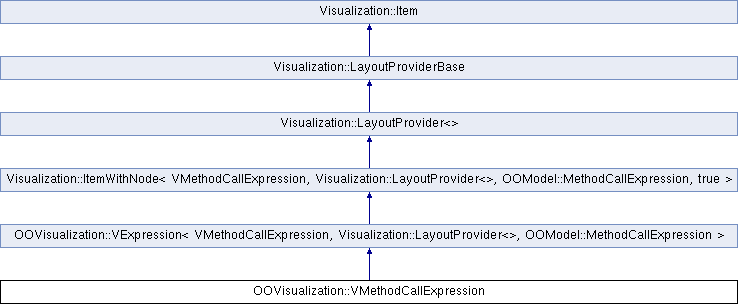 Visualization::Item
Visualization::LayoutProviderBase
Visualization::LayoutProvider<>
Visualization::ItemWithNode< VMethodCallExpression, Visualization::LayoutProvider<>, OOModel::MethodCallExpression, true >
OOVisualization::VExpression< VMethodCallExpression, Visualization::LayoutProvider<>, OOModel::MethodCallExpression >
OOVisualization::VMethodCallExpression